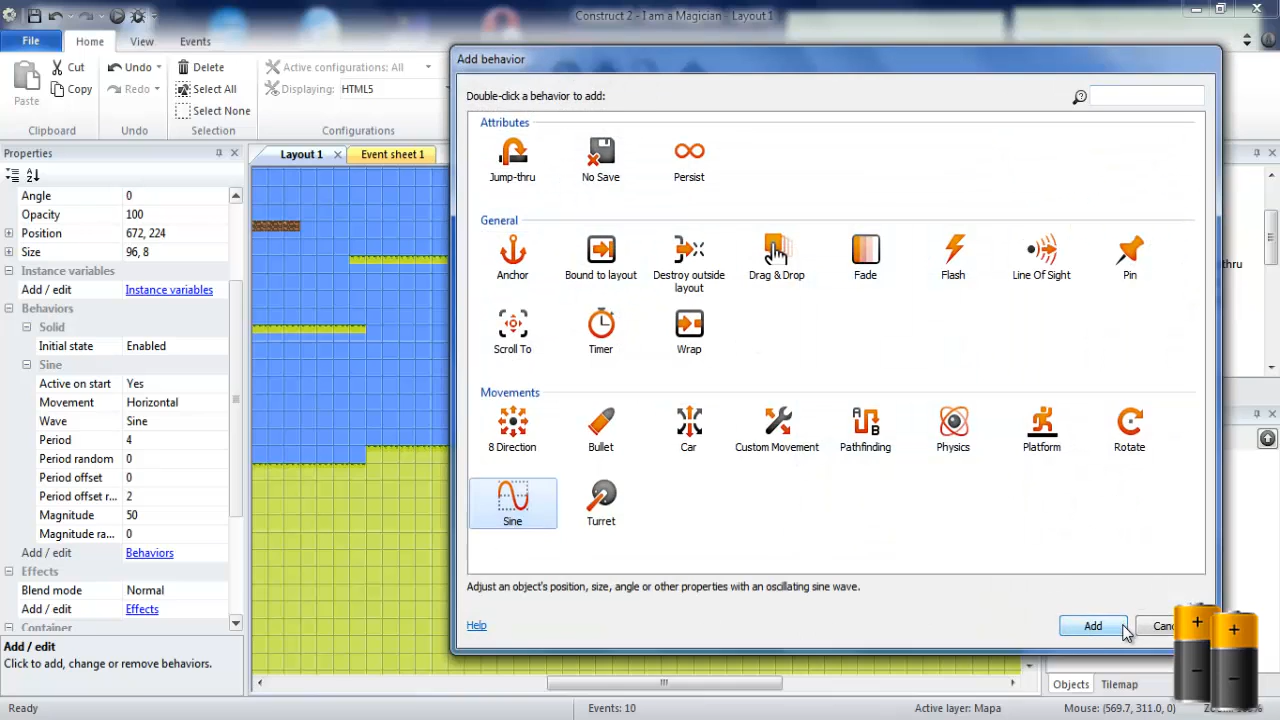 Construct 2 - I am a Magician - Layout 1
File Home View Events
Paste Cut Copy
Undo Redo
Delete Select All Select None
Active configurations: All
Displaying: HTML5
Clipboard Undo Selection Configurations
Properties
Layout 1 Event sheet 1
Angle 0
Opacity 100
Position 672, 224
Size 96, 8
Instance variables
Add / edit Instance variables
Behaviors
Solid
Initial state Enabled
Sine
Active on start Yes
Movement Horizontal
Wave Sine
Period 4
Period random 0
Period offset 0
Period offset r... 2
Magnitude 50
Magnitude ra... 0
Add / edit Behaviors
Effects
Blend mode Normal
Add / edit Effects
Container
Add / edit
Click to add, change or remove behaviors.
Add behavior
Double-click a behavior to add:
Attributes
Jump-thru No Save Persist
General
Anchor Bound to layout Destroy outside layout Drag & Drop Fade Flash Line Of Sight Pin
Scroll To Timer Wrap
Movements
8 Direction Bullet Car Custom Movement Pathfinding Physics Platform Rotate
Sine Turret
Adjust an object's position, size, angle or other properties with an oscillating sine wave.
Help Add
Objects Tilemap
Ready Events: 10 Active layer: Mapa Mouse: (569.7, 311.0, 0)